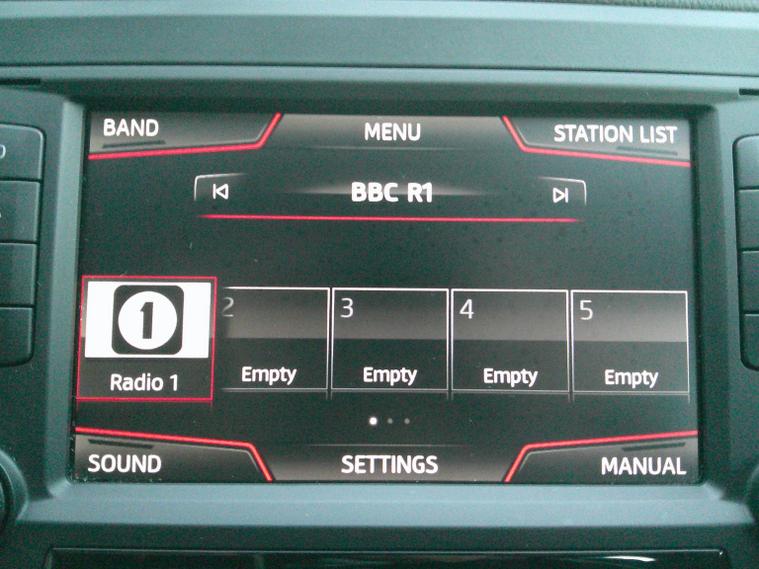 BAND MENU STATION LIST
BBC R1
1 2 3 4 5
Radio 1 Empty Empty Empty Empty
SOUND SETTINGS MANUAL